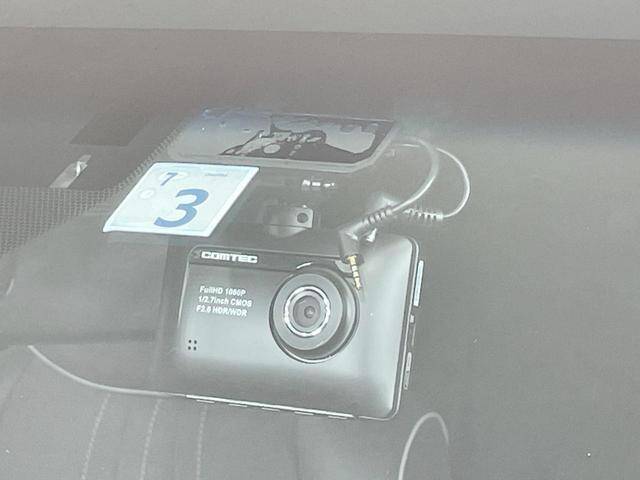 7
3
COMTEC
FullHD 1080P
1/2.7inch CMOS
F2.0 HDR/WDR